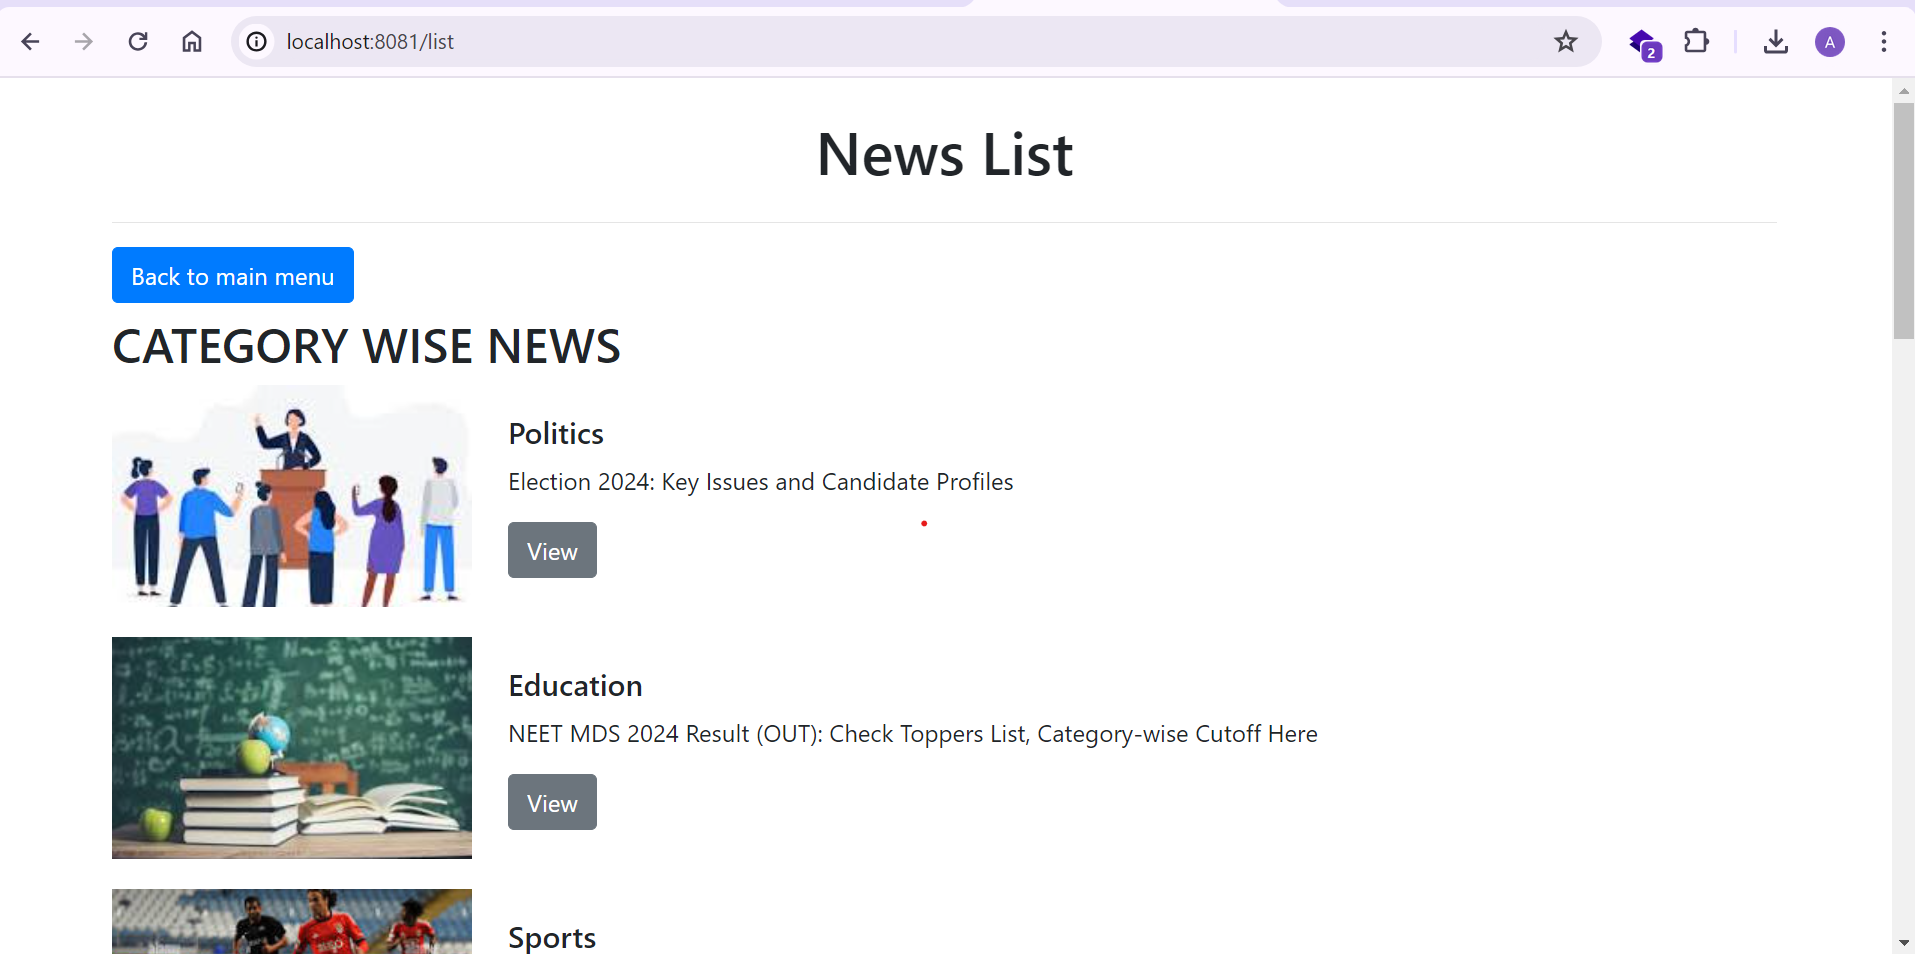 localhost:8081/list
2
A
News List
Back to main menu
CATEGORY WISE NEWS
Politics
Election 2024: Key Issues and Candidate Profiles
View
Education
NEET MDS 2024 Result (OUT): Check Toppers List, Category-wise Cutoff Here
View
Sports